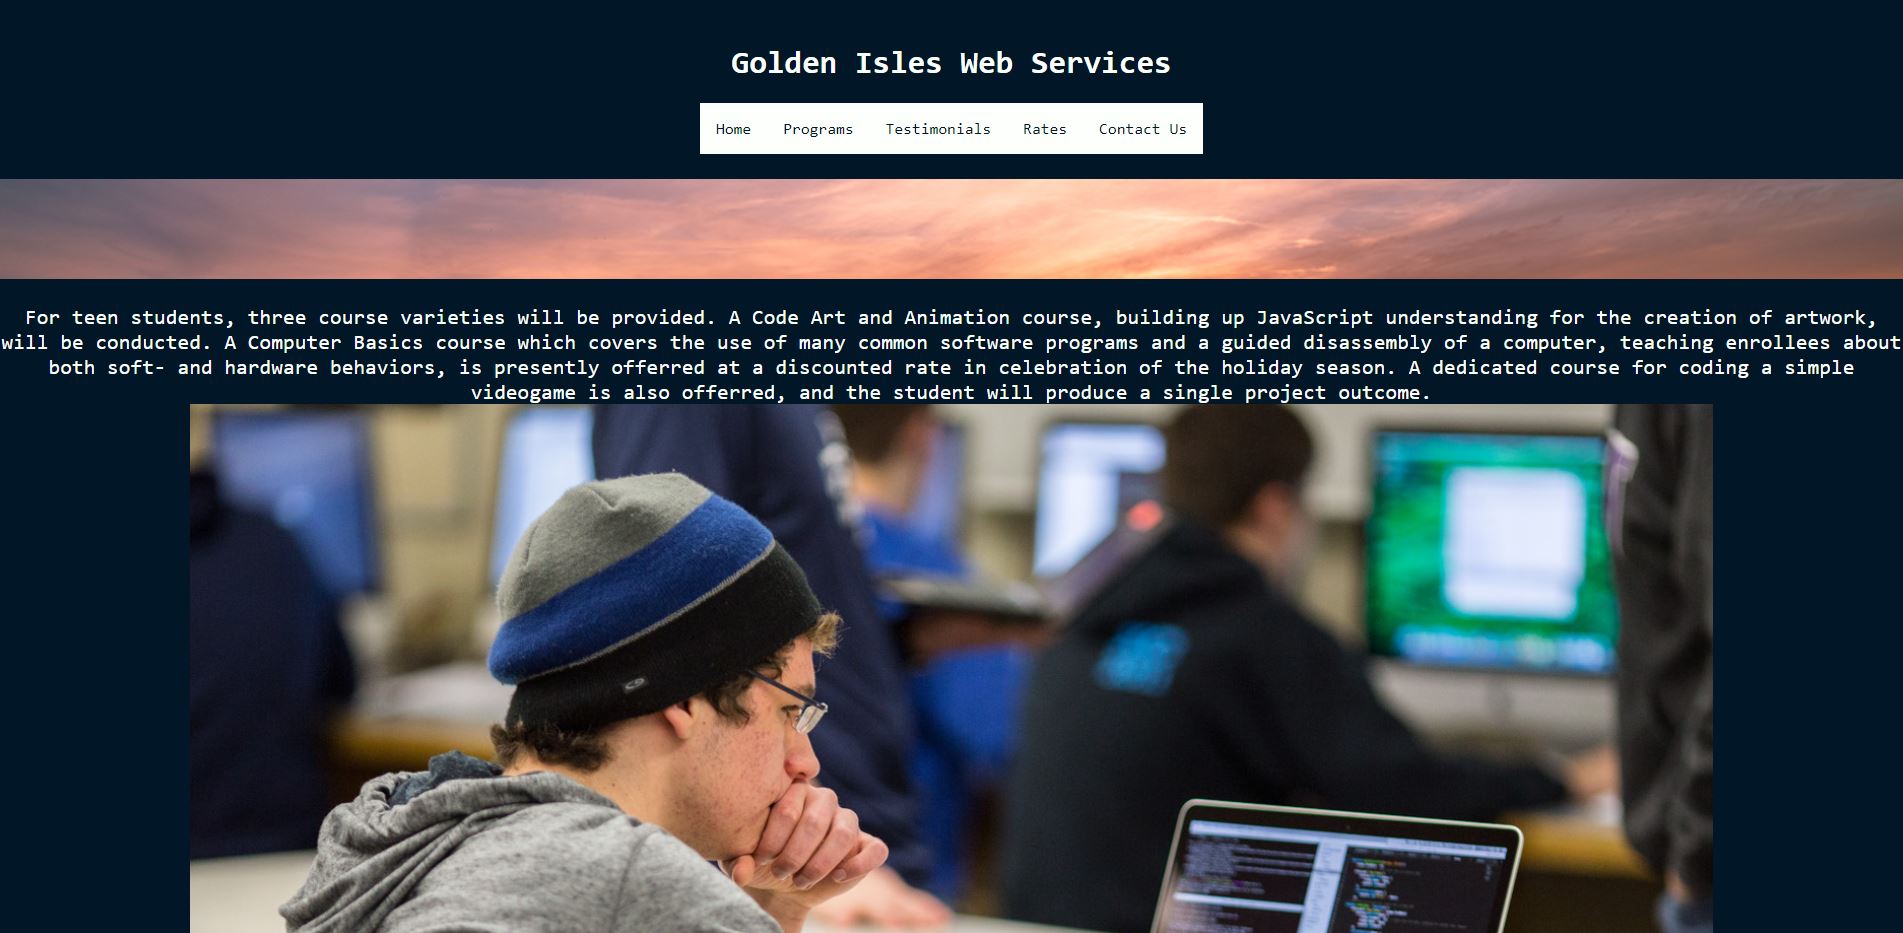 Golden Isles Web Services
Home Programs Testimonials Rates Contact Us
For teen students, three course varieties will be provided. A Code Art and Animation course, building up JavaScript understanding for the creation of artwork,
will be conducted. A Computer Basics course which covers the use of many common software programs and a guided disassembly of a computer, teaching enrollees about
both soft- and hardware behaviors, is presently offerred at a discounted rate in celebration of the holiday season. A dedicated course for coding a simple
videogame is also offerred, and the student will produce a single project outcome.